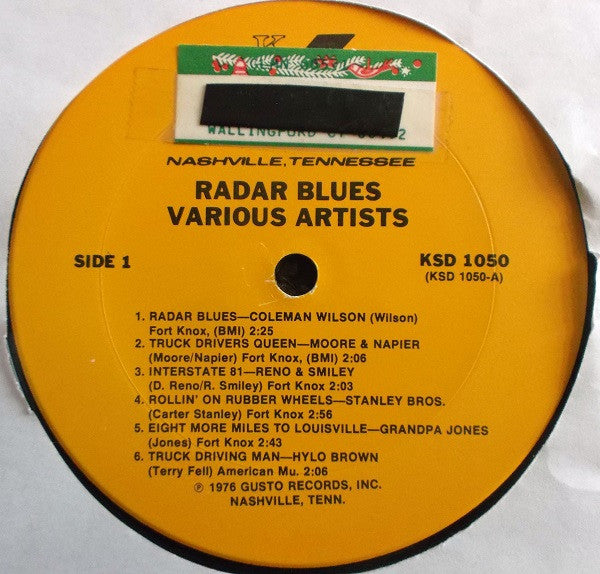 WALLINGFORD CT
NASHVILLE, TENNESSEE
RADAR BLUES
VARIOUS ARTISTS
SIDE 1
KSD 1050
(KSD 1050-A)
1. RADAR BLUES—COLEMAN WILSON (Wilson)
Fort Knox, (BMI) 2:25
2. TRUCK DRIVERS QUEEN—MOORE & NAPIER
(Moore/Napier) Fort Knox, (BMI) 2:06
3. INTERSTATE 81—RENO & SMILEY
(D. Reno/R. Smiley) Fort Knox 2:03
4. ROLLIN' ON RUBBER WHEELS—STANLEY BROS.
(Carter Stanley) Fort Knox 2:56
5. EIGHT MORE MILES TO LOUISVILLE—GRANDPA JONES
(Jones) Fort Knox 2:43
6. TRUCK DRIVING MAN—HYLO BROWN
(Terry Fell) American Mu. 2:06
℗ 1976 GUSTO RECORDS, INC.
NASHVILLE, TENN.